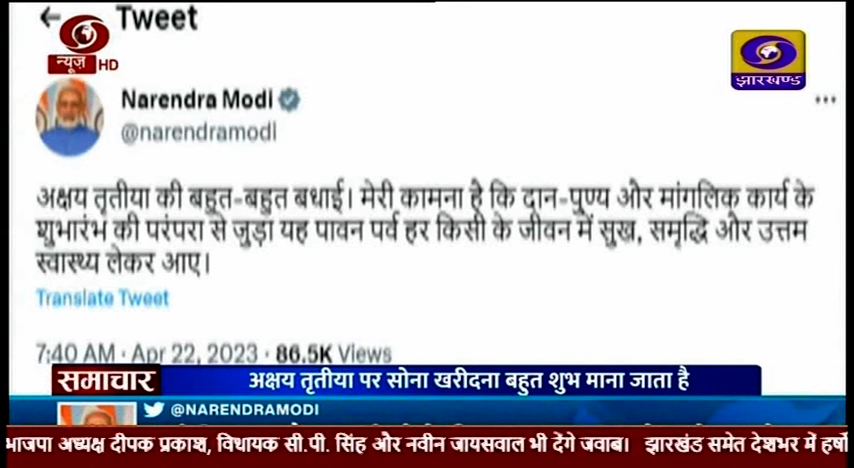 ← Tweet
न्यूज़ HD
झारखण्ड
Narendra Modi
@narendramodi
अक्षय तृतीया की बहुत-बहुत बधाई। मेरी कामना है कि दान-पुण्य और मांगलिक कार्य के
शुभारंभ की परंपरा से जुड़ा यह पावन पर्व हर किसी के जीवन में सुख, समृद्धि और उत्तम
स्वास्थ्य लेकर आए।
Translate Tweet
7:40 AM · Apr 22, 2023 · 86.5K Views
समाचार अक्षय तृतीया पर सोना खरीदना बहुत शुभ माना जाता है
@NARENDRAMODI
भाजपा अध्यक्ष दीपक प्रकाश, विधायक सी.पी. सिंह और नवीन जायसवाल भी देंगे जवाब। झारखंड समेत देशभर में